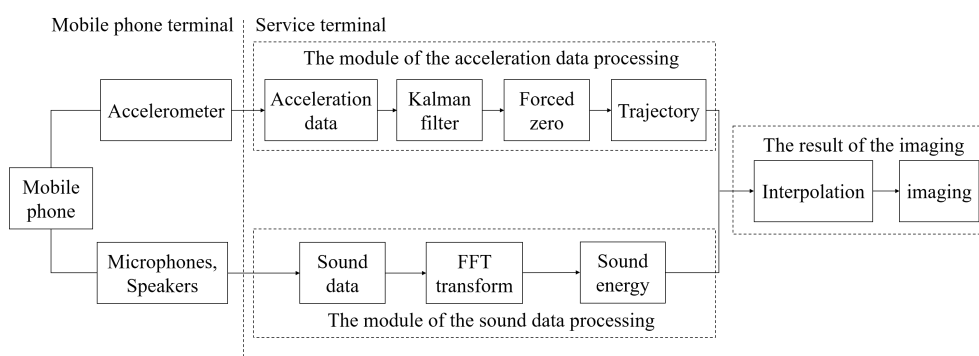 Mobile phone terminal
Service terminal
The module of the acceleration data processing
Accelerometer
Acceleration
data
Kalman
filter
Forced
zero
Trajectory
The result of the imaging
Mobile
phone
Interpolation
imaging
Microphones,
Speakers
Sound
data
FFT
transform
Sound
energy
The module of the sound data processing